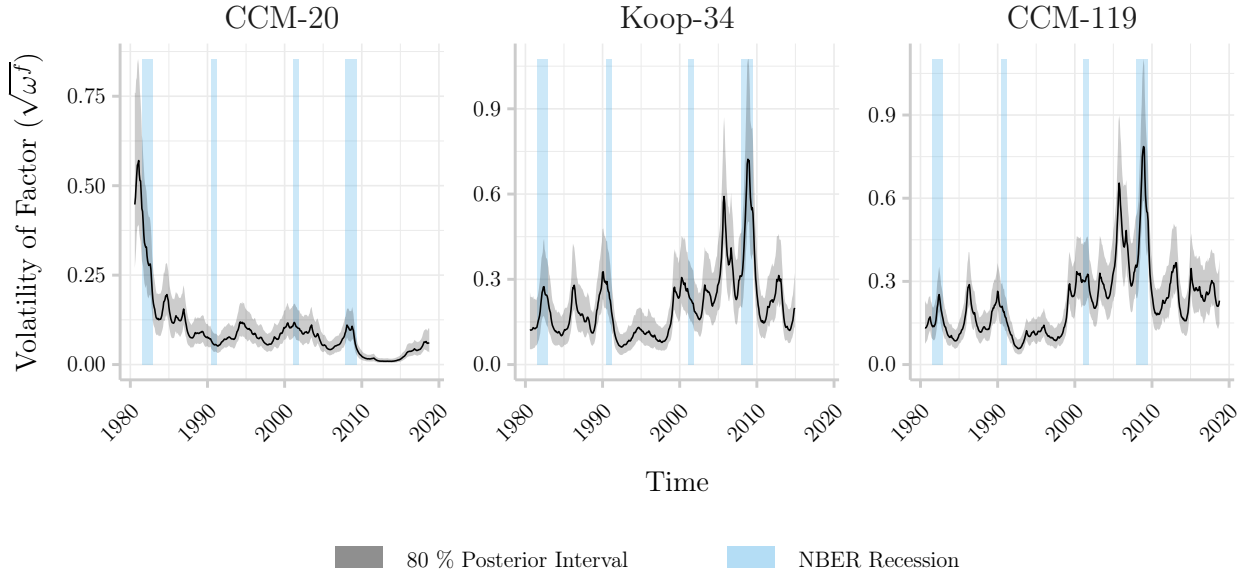 CCM-20 Koop-34 CCM-119
Volatility of Factor (√ω^f)
0.75
0.50
0.25
0.00
0.9
0.6
0.3
0.0
0.9
0.6
0.3
0.0
1980 1990 2000 2010 2020 1980 1990 2000 2010 2020 1980 1990 2000 2010 2020
Time
80 % Posterior Interval NBER Recession